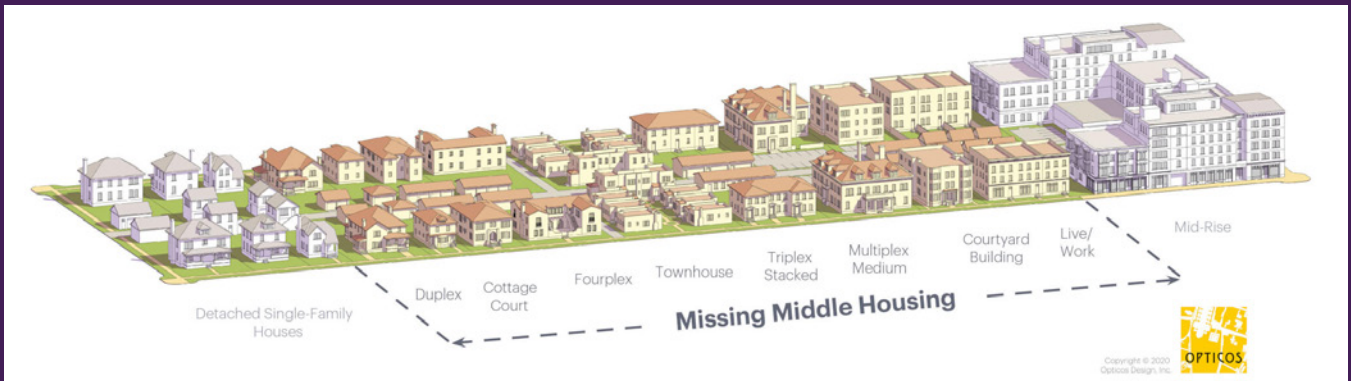 Detached Single-Family
Houses
Duplex
Cottage
Court
Fourplex
Townhouse
Triplex
Stacked
Multiplex
Medium
Courtyard
Building
Live/
Work
Mid-Rise
Missing Middle Housing
Copyright © 2020
Opticos Design, Inc.
OPTICOS